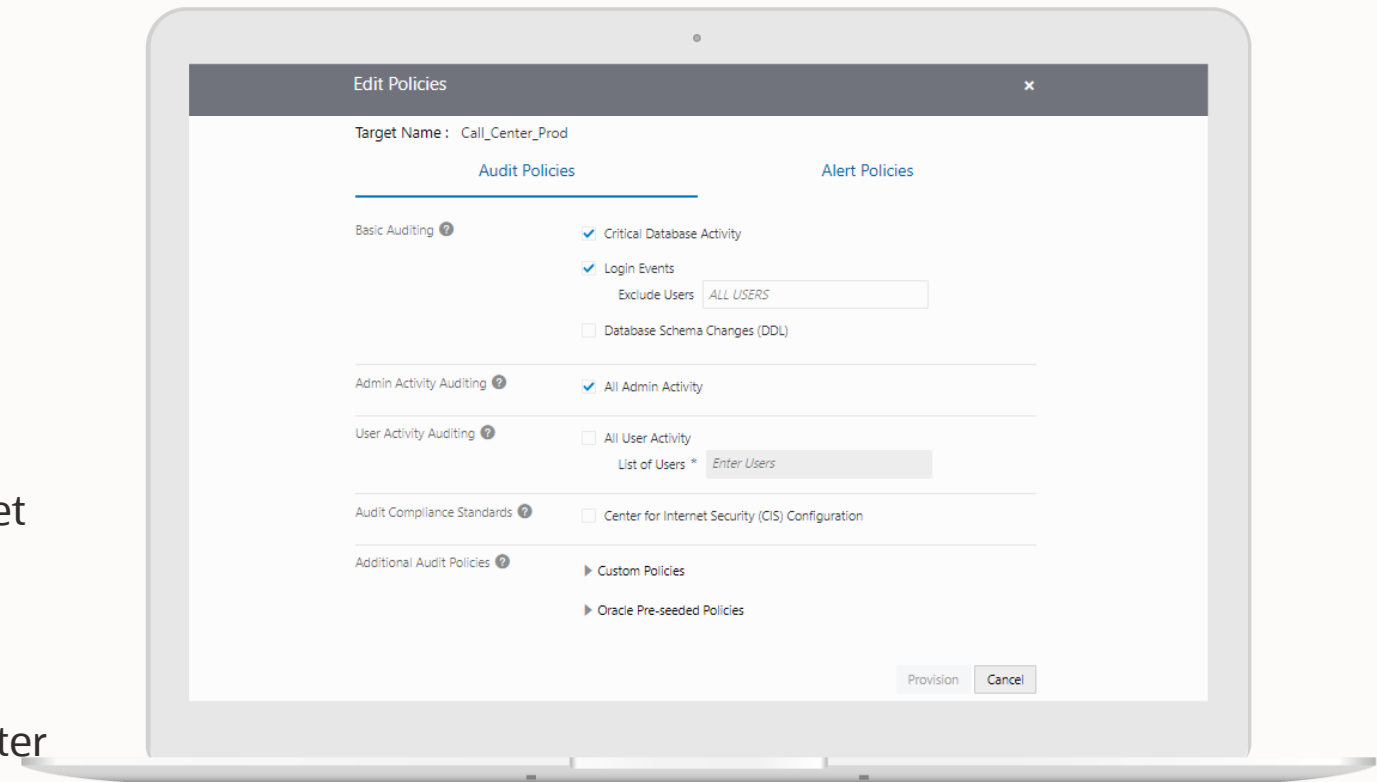 Edit Policies ×
Target Name : Call_Center_Prod
Audit Policies Alert Policies
Basic Auditing ? Critical Database Activity
Login Events
Exclude Users ALL USERS
Database Schema Changes (DDL)
Admin Activity Auditing ? All Admin Activity
User Activity Auditing ? All User Activity
List of Users * Enter Users
et
Audit Compliance Standards ? Center for Internet Security (CIS) Configuration
Additional Audit Policies ? Custom Policies
Oracle Pre-seeded Policies
Provision Cancel
ter